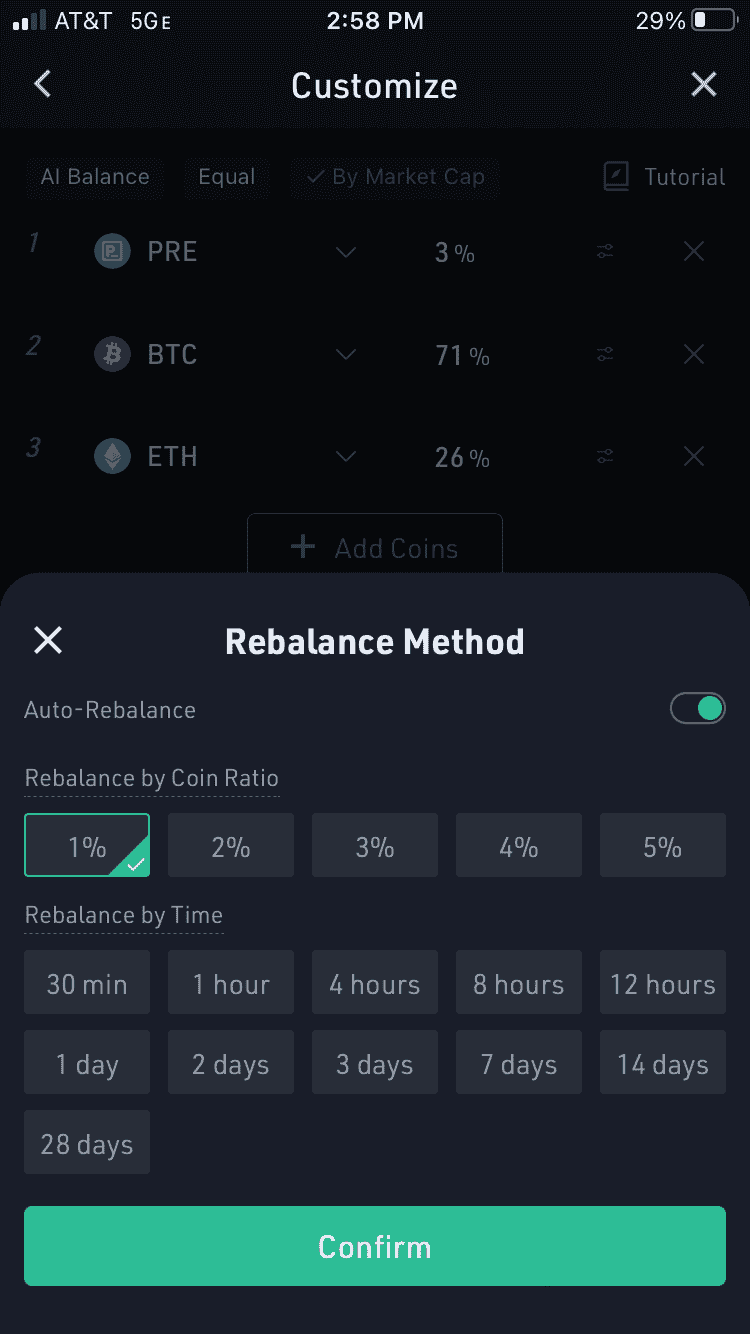 AT&T 5GE 2:58 PM 29%
Customize
AI Balance Equal By Market Cap Tutorial
1 PRE 3 %
2 BTC 71 %
3 ETH 26 %
+ Add Coins
Rebalance Method
Auto-Rebalance
Rebalance by Coin Ratio
1% 2% 3% 4% 5%
Rebalance by Time
30 min 1 hour 4 hours 8 hours 12 hours
1 day 2 days 3 days 7 days 14 days
28 days
Confirm